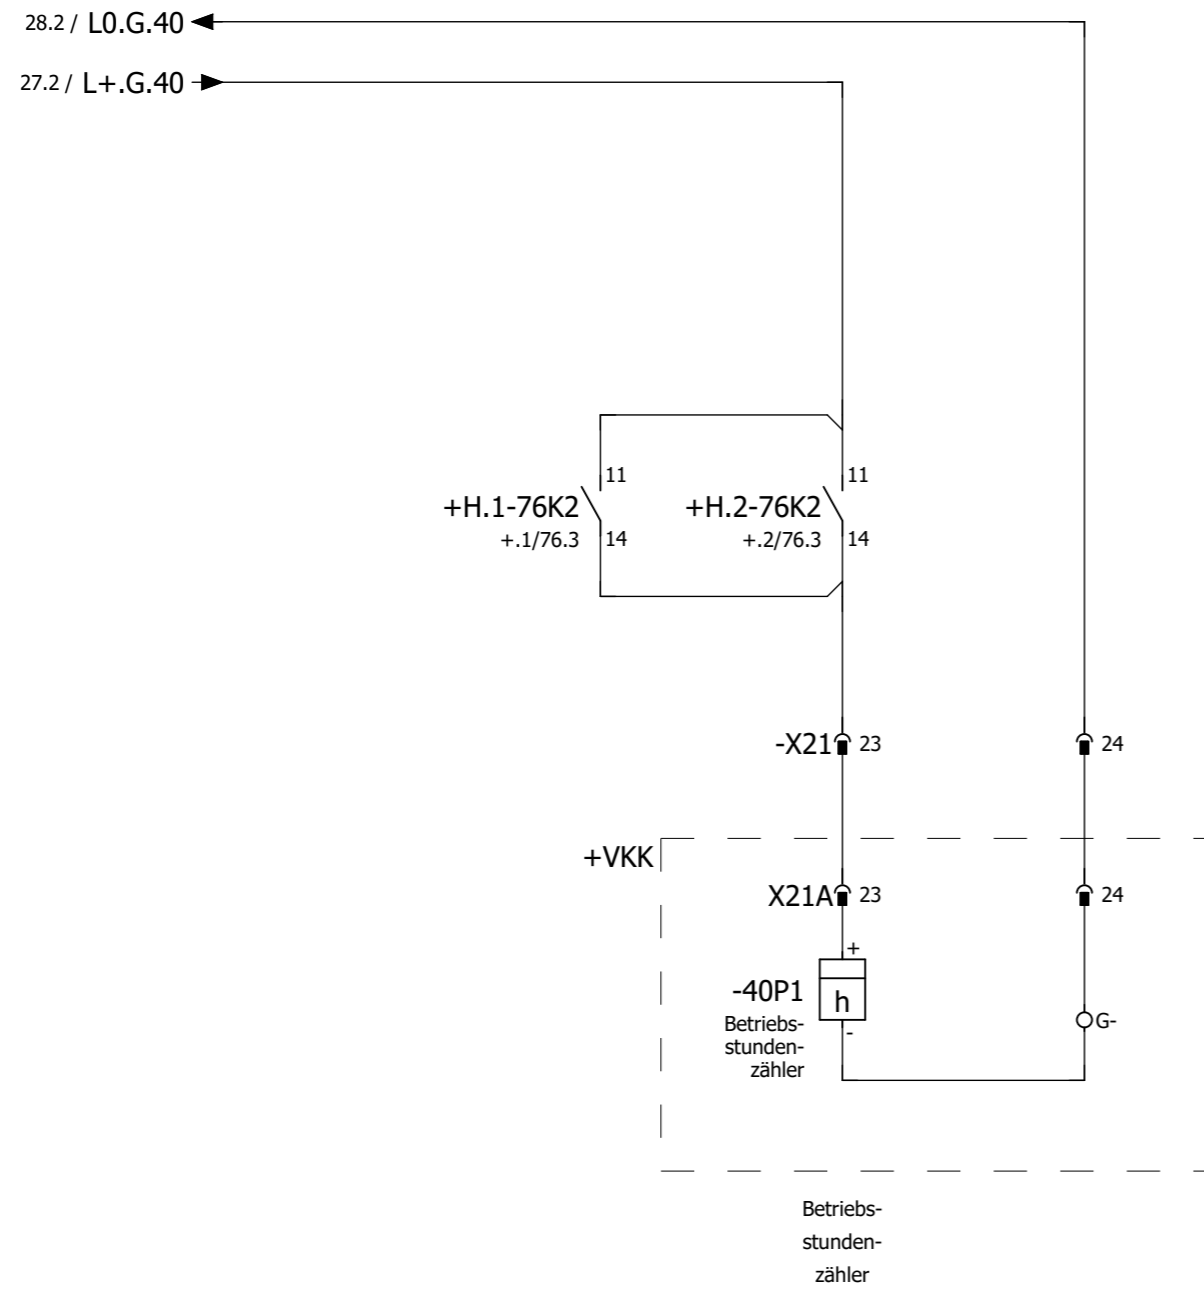 28.2 / L0.G.40
27.2 / L+.G.40
11
11
+H.1-76K2
+H.2-76K2
+.1/76.3
14
+.2/76.3
14
-X21
23
24
+VKK
X21A
23
24
+
-40P1
h
G-
Betriebs-
-
stunden-
zähler
Betriebs-
stunden-
zähler